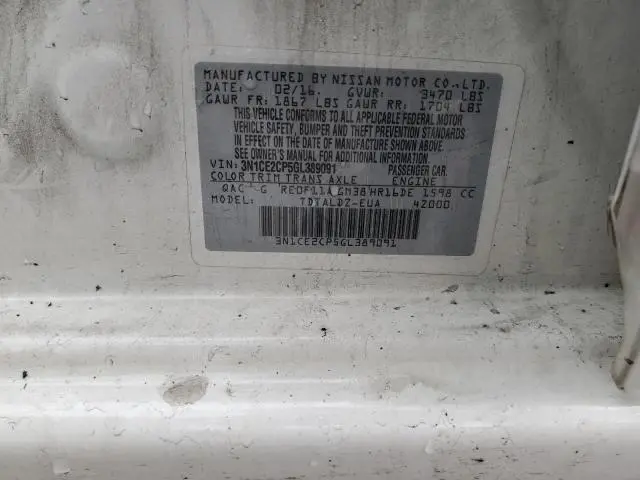 MANUFACTURED BY NISSAN MOTOR CO.,LTD.
DATE: 02/16. GVWR: 3470 LBS
GAWR FR: 1867 LBS GAWR RR: 1704 LBS
THIS VEHICLE CONFORMS TO ALL APPLICABLE FEDERAL MOTOR
VEHICLE SAFETY, BUMPER AND THEFT PREVENTION STANDARDS
IN EFFECT ON THE DATE OF MANUFACTURE SHOWN ABOVE.
SEE OWNER'S MANUAL FOR ADDITIONAL INFORMATION.
VIN: 3N1CE2CP5GL389091 PASSENGER CAR.
COLOR TRIM TRANS AXLE ENGINE
QAC G RE0F11A GM38 HR16DE 1598 CC
MODEL: TDTALDZ-EUA 42000
3N1CE2CP5GL389091